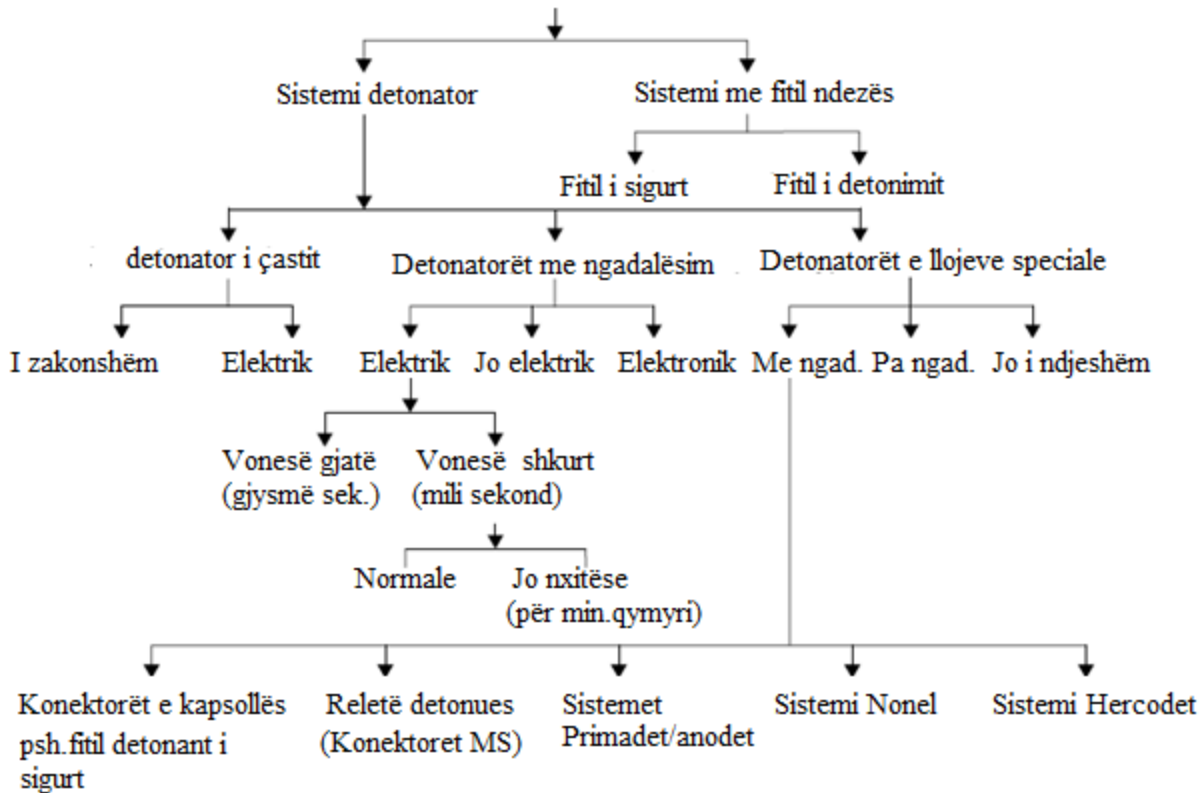 Sistemi detonator
Sistemi me fitil ndezës
Fitil i sigurt
Fitil i detonimit
detonator i çastit
Detonatorët me ngadalësim
Detonatorët e llojeve speciale
I zakonshëm
Elektrik
Elektrik
Jo elektrik
Elektronik
Me ngad.
Pa ngad.
Jo i ndjeshëm
Vonesë gjatë
(gjysmë sek.)
Vonesë shkurt
(mili sekond)
Normale
Jo nxitëse
(për min.qymyri)
Konektorët e kapsollës
psh.fitil detonant i
sigurt
Reletë detonues
(Konektoret MS)
Sistemet
Primadet/anodet
Sistemi Nonel
Sistemi Hercodet